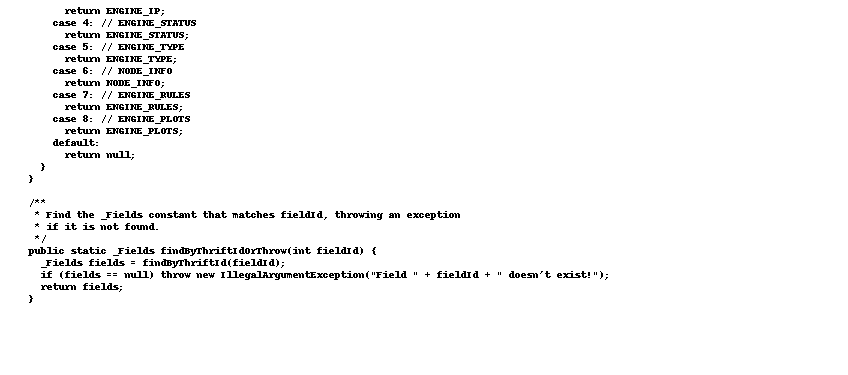 return ENGINE_IP;
case 4: // ENGINE_STATUS
return ENGINE_STATUS;
case 5: // ENGINE_TYPE
return ENGINE_TYPE;
case 6: // NODE_INFO
return NODE_INFO;
case 7: // ENGINE_RULES
return ENGINE_RULES;
case 8: // ENGINE_PLOTS
return ENGINE_PLOTS;
default:
return null;
}
}
/**
* Find the _Fields constant that matches fieldId, throwing an exception
* if it is not found.
*/
public static _Fields findByThriftIdOrThrow(int fieldId) {
_Fields fields = findByThriftId(fieldId);
if (fields == null) throw new IllegalArgumentException("Field " + fieldId + " doesn't exist!");
return fields;
}